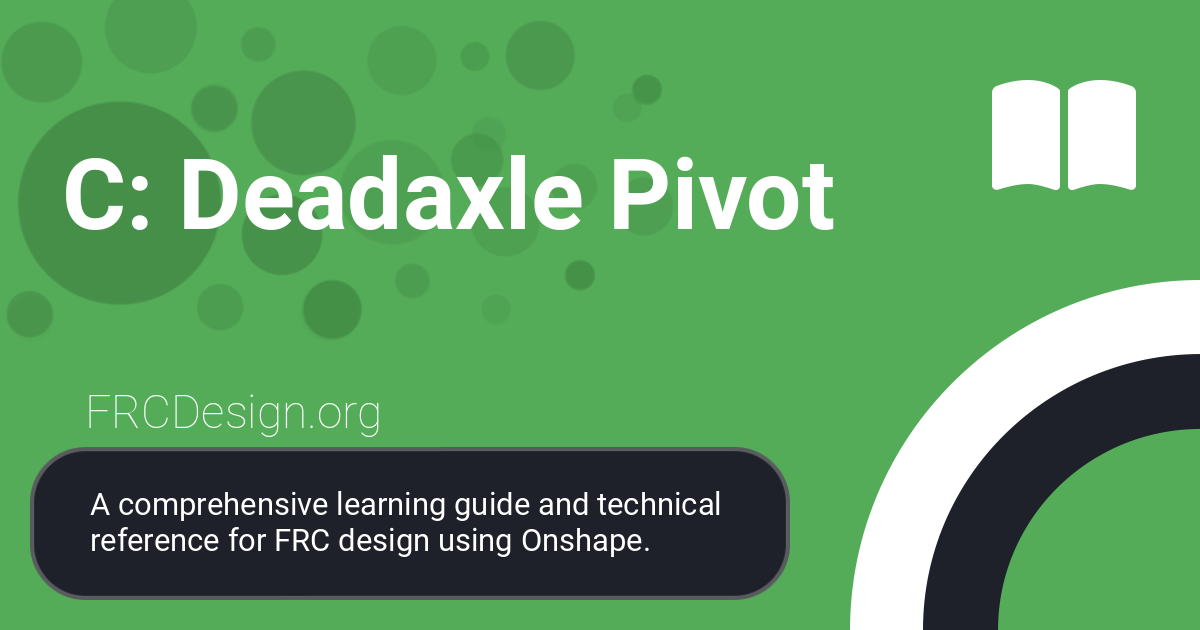 C: Deadaxle Pivot
FRCDesign.org
A comprehensive learning guide and technical
reference for FRC design using Onshape.